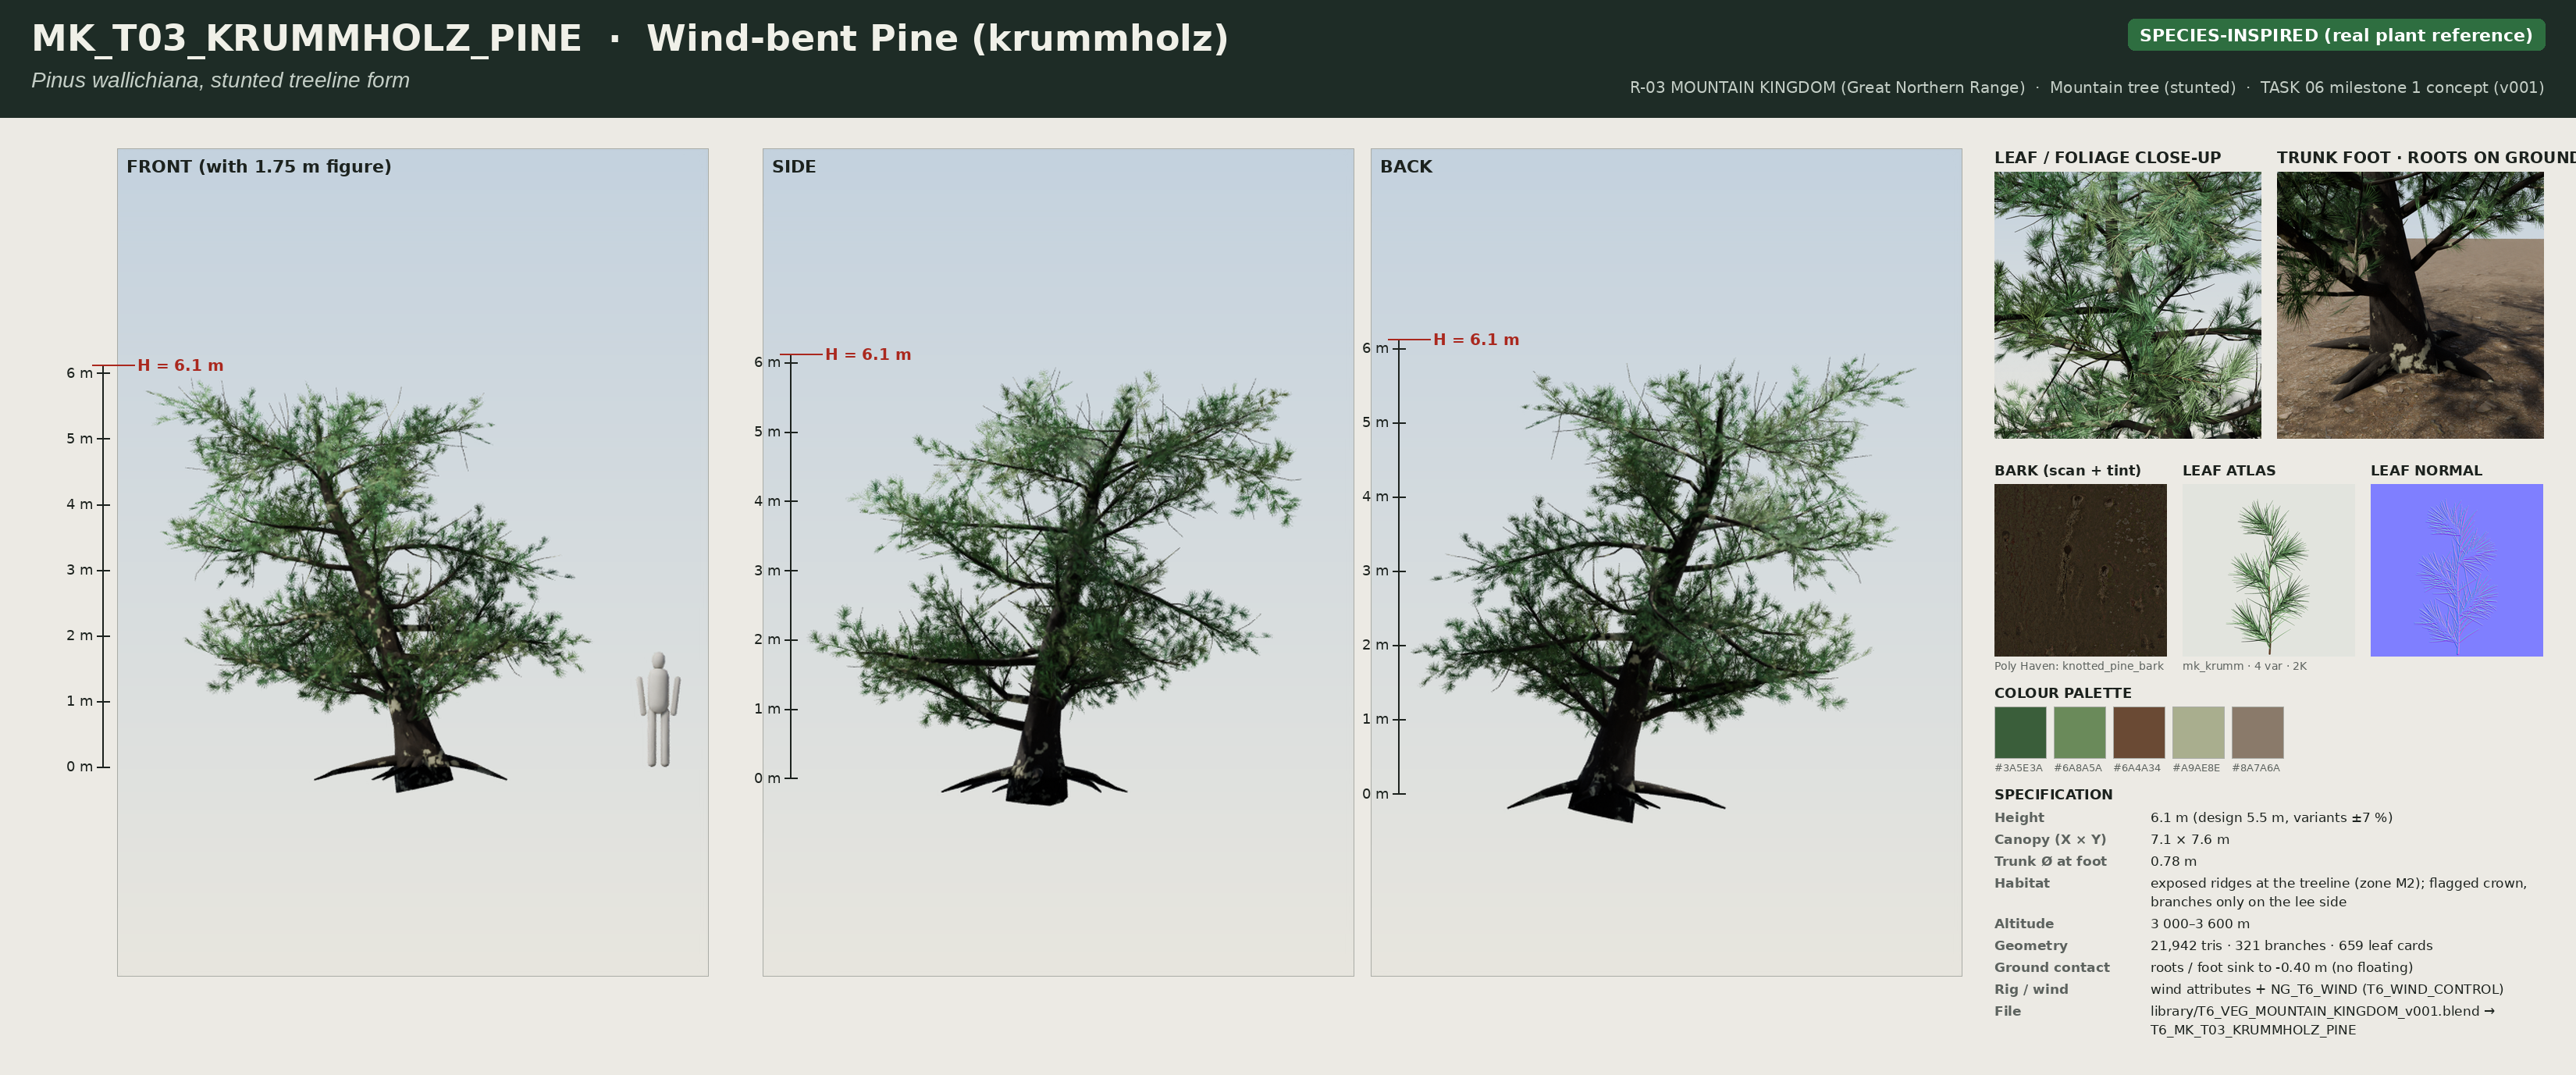 MK_T03_KRUMMHOLZ_PINE · Wind-bent Pine (krummholz)
Pinus wallichiana, stunted treeline form
SPECIES-INSPIRED (real plant reference)
R-03 MOUNTAIN KINGDOM (Great Northern Range) · Mountain tree (stunted) · TASK 06 milestone 1 concept (v001)
FRONT (with 1.75 m figure)
H = 6.1 m
6 m
5 m
4 m
3 m
2 m
1 m
0 m
SIDE
H = 6.1 m
6 m
5 m
4 m
3 m
2 m
1 m
0 m
BACK
H = 6.1 m
6 m
5 m
4 m
3 m
2 m
1 m
0 m
LEAF / FOLIAGE CLOSE-UP
TRUNK FOOT · ROOTS ON GROUND
BARK (scan + tint)
LEAF ATLAS
LEAF NORMAL
Poly Haven: knotted_pine_bark
mk_krumm · 4 var · 2K
COLOUR PALETTE
#3A5E3A #6A8A5A #6A4A34 #A9AE8E #8A7A6A
SPECIFICATION
Height 6.1 m (design 5.5 m, variants ±7 %)
Canopy (X × Y) 7.1 × 7.6 m
Trunk Ø at foot 0.78 m
Habitat exposed ridges at the treeline (zone M2); flagged crown,
branches only on the lee side
Altitude 3 000–3 600 m
Geometry 21,942 tris · 321 branches · 659 leaf cards
Ground contact roots / foot sink to -0.40 m (no floating)
Rig / wind wind attributes + NG_T6_WIND (T6_WIND_CONTROL)
File library/T6_VEG_MOUNTAIN_KINGDOM_v001.blend →
T6_MK_T03_KRUMMHOLZ_PINE